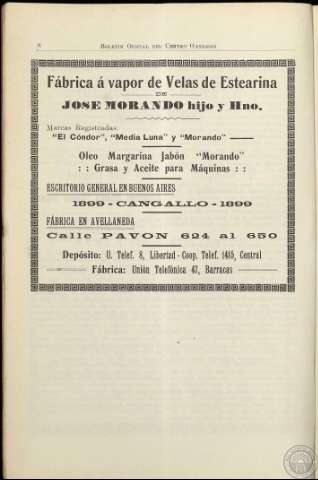 Boletin Oficial del Centro Gallego
Fábrica á vapor de Velas de Estearina
DE
JOSE MORANDO hijo y Hno.
Marcas Registradas:
"El Cóndor", "Media Luna" y "Morando"
Oleo Margarina Jabón "Morando"
: : Grasa y Aceite para Máquinas : :
ESCRITORIO GENERAL EN BUENOS AIRES
1899 - CANGALLO - 1899
FÁBRICA EN AVELLANEDA
Calle PAVON 624 al 650
Depósito: U. Telef. 8, Libertad - Coop. Telef. 1415, Central
Fábrica: Unión Telefónica 47, Barracas